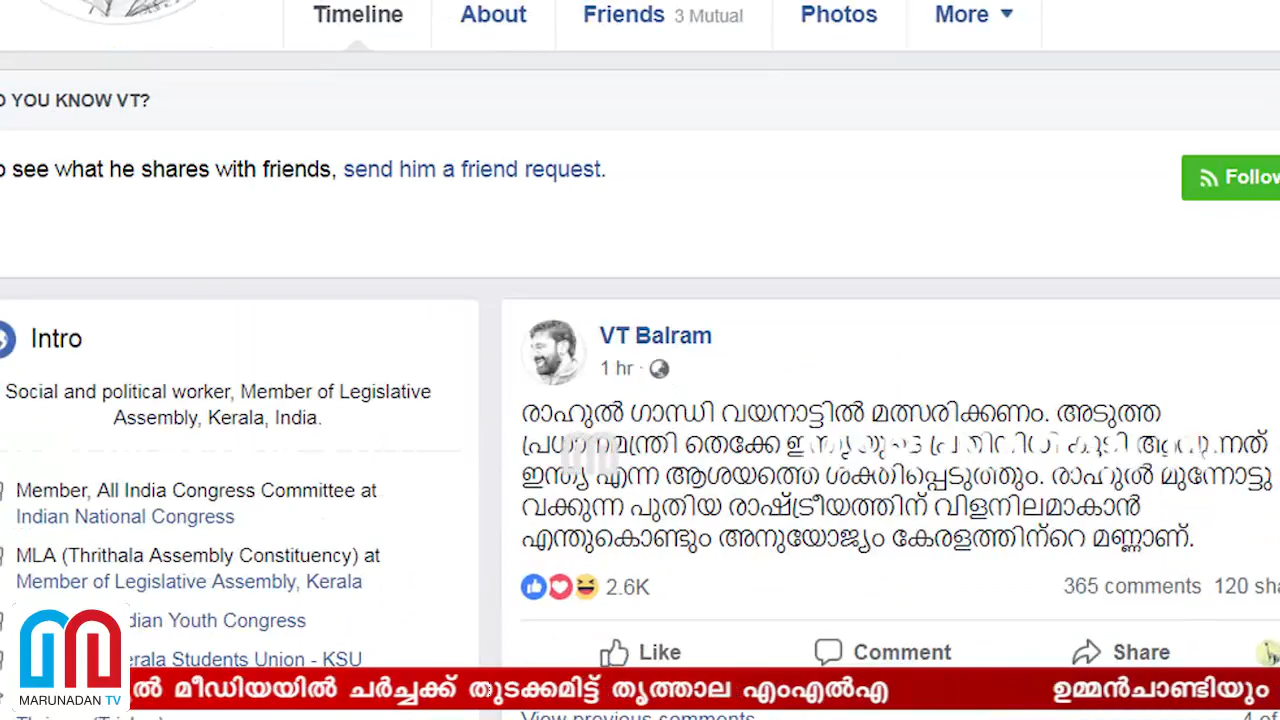 Timeline
About
Friends 3 Mutual
Photos
More
YOU KNOW VT?
see what he shares with friends, send him a friend request.
Follow
Intro
Social and political worker, Member of Legislative
Assembly, Kerala, India.
Member, All India Congress Committee at
Indian National Congress
MLA (Thrithala Assembly Constituency) at
Member of Legislative Assembly, Kerala
Youth Congress
Students Union - KSU
VT Balram
1 hr
രാഹുൽ ഗാന്ധി വയനാട്ടിൽ മത്സരിക്കണം. അടുത്ത
പ്രധാനമന്ത്രി തെക്കേ ഇന്ത്യയുടെ പ്രതിനിധി കൂടി ആവുന്നത്
ഇന്ത്യ എന്ന ആശയത്തെ ശക്തിപ്പെടുത്തും. രാഹുൽ മുന്നോട്ടു
വക്കുന്ന പുതിയ രാഷ്ട്രീയത്തിന് വിളനിലമാകാൻ
എന്തുകൊണ്ടും അനുയോജ്യം കേരളത്തിന്റെ മണ്ണാണ്.
2.6K
365 comments 120
Like
Comment
Share
MARUNADAN TV
മീഡിയയിൽ ചർച്ചക്ക് തുടക്കമിട്ട് തൃത്താല എംഎൽഎ
ഉമ്മൻചാണ്ടിയും
View previous comments